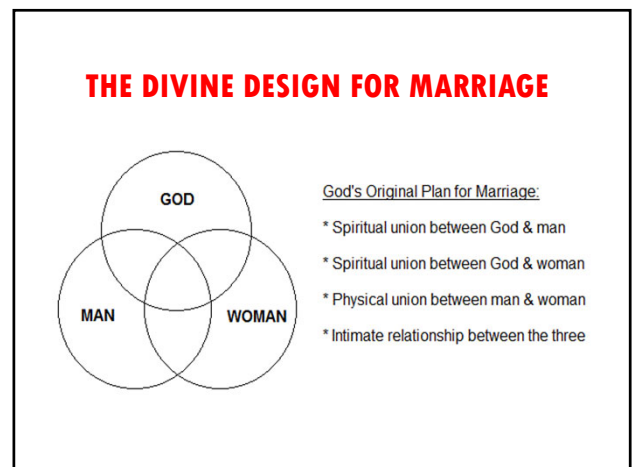 THE DIVINE DESIGN FOR MARRIAGE
GOD
MAN
WOMAN
God's Original Plan for Marriage:
* Spiritual union between God & man
* Spiritual union between God & woman
* Physical union between man & woman
* Intimate relationship between the three